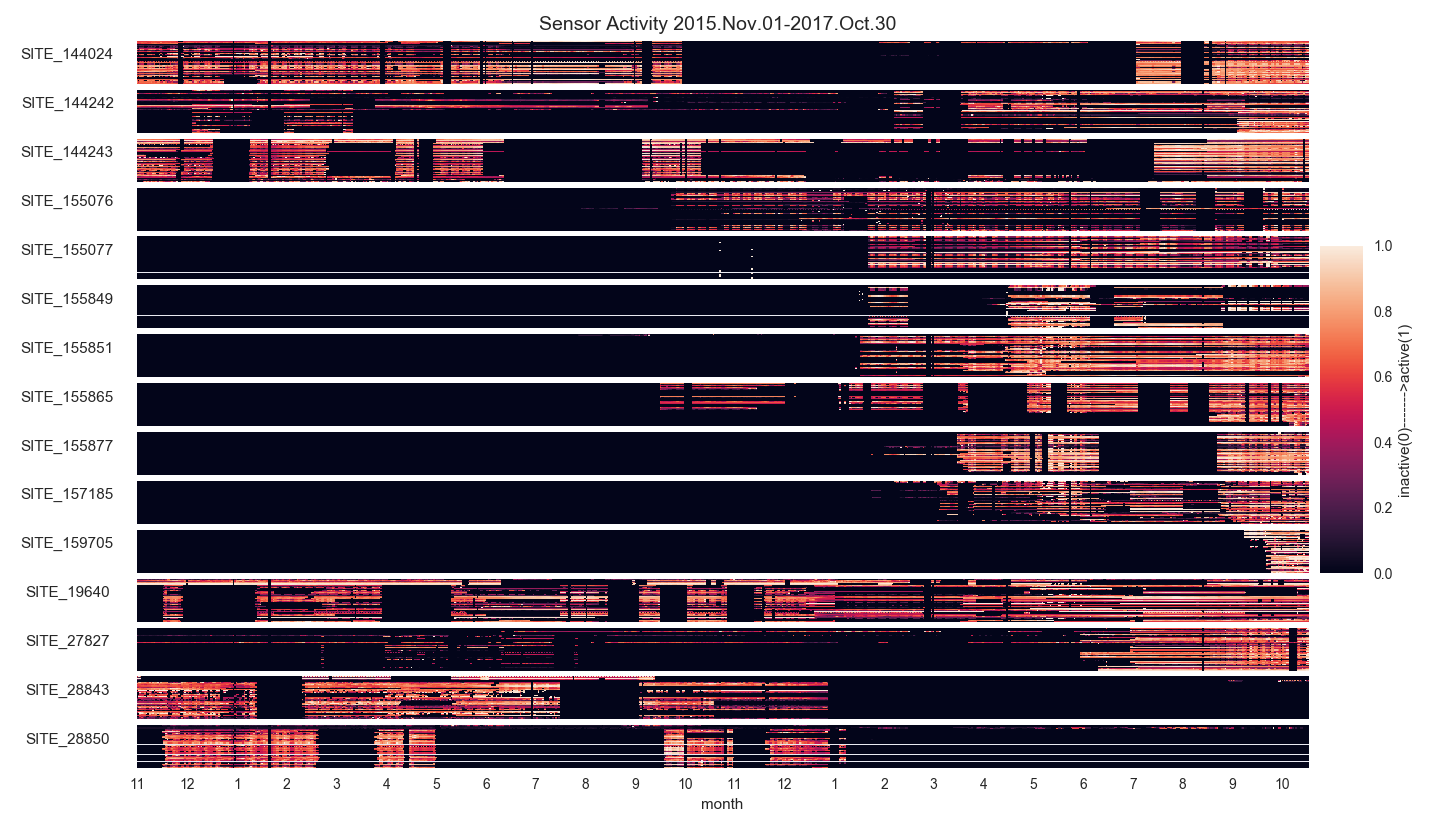 Sensor Activity 2015.Nov.01-2017.Oct.30
SITE_144024
SITE_144242
SITE_144243
SITE_155076
SITE_155077
SITE_155849
SITE_155851
SITE_155865
SITE_155877
SITE_157185
SITE_159705
SITE_19640
SITE_27827
SITE_28843
SITE_28850
11 12 1 2 3 4 5 6 7 8 9 10 11 12 1 2 3 4 5 6 7 8 9 10
month
1.0
0.8
0.6
0.4
0.2
0.0
inactive(0)------->active(1)